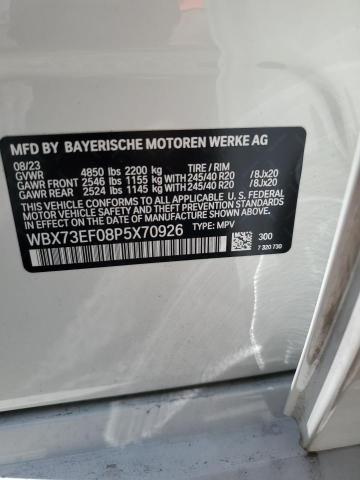 MFD BY BAYERISCHE MOTOREN WERKE AG
08/23
GVWR 4850 lbs 2200 kg TIRE / RIM
GAWR FRONT 2546 lbs 1155 kg WITH 245/40 R20 /8Jx20
GAWR REAR 2524 lbs 1145 kg WITH 245/40 R20 /8Jx20
THIS VEHICLE CONFORMS TO ALL APPLICABLE U.S. FEDERAL
MOTOR VEHICLE SAFETY, BUMPER, AND THEFT PREVENTION
STANDARDS IN EFFECT ON THE DATE OF MANUFACTURE SHOWN ABOVE.
WBX73EF08P5X70926 TYPE: MPV
300
7 320 730